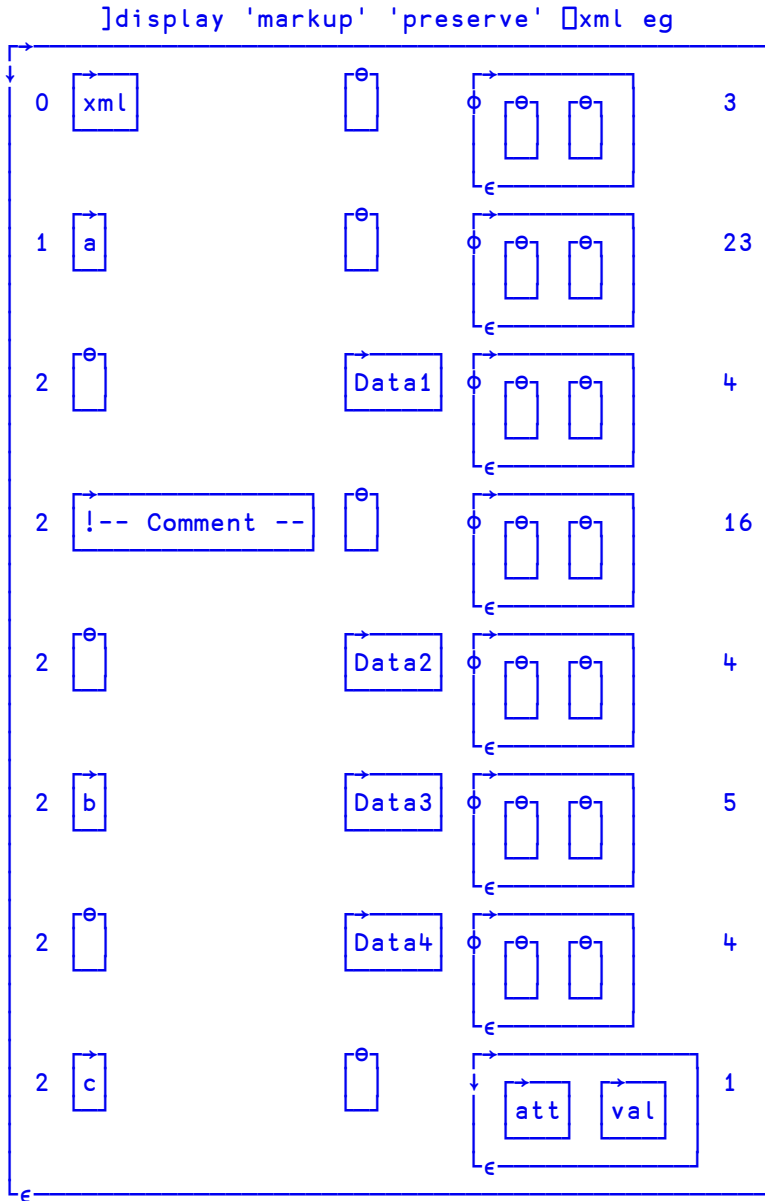 ]display 'markup' 'preserve' ⎕xml eg
0 xml 3
1 a 23
2 Data1 4
2 !-- Comment -- 16
2 Data2 4
2 b Data3 5
2 Data4 4
2 c att val 1